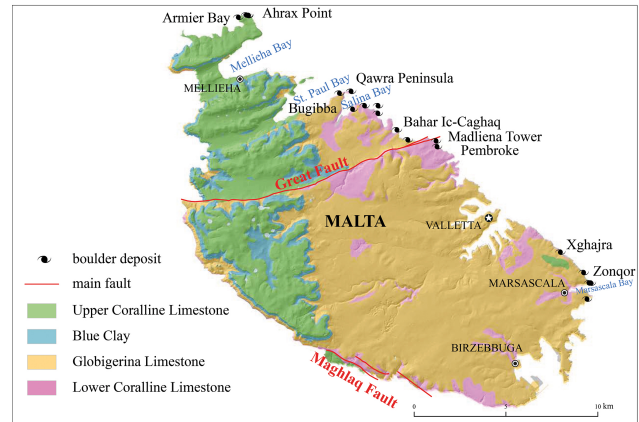 Armier Bay
Ahrax Point
Mellieha Bay
MELLIEHA
St. Paul Bay
Qawra Peninsula
Salina Bay
Bugibba
Bahar Ic-Caghaq
Madliena Tower
Pembroke
Great Fault
MALTA
VALLETTA
Xghajra
Zonqor
MARSASCALA
Marsascala Bay
BIRZEBBUGA
Maghlaq Fault
boulder deposit
main fault
Upper Coralline Limestone
Blue Clay
Globigerina Limestone
Lower Coralline Limestone
0 5 10 km